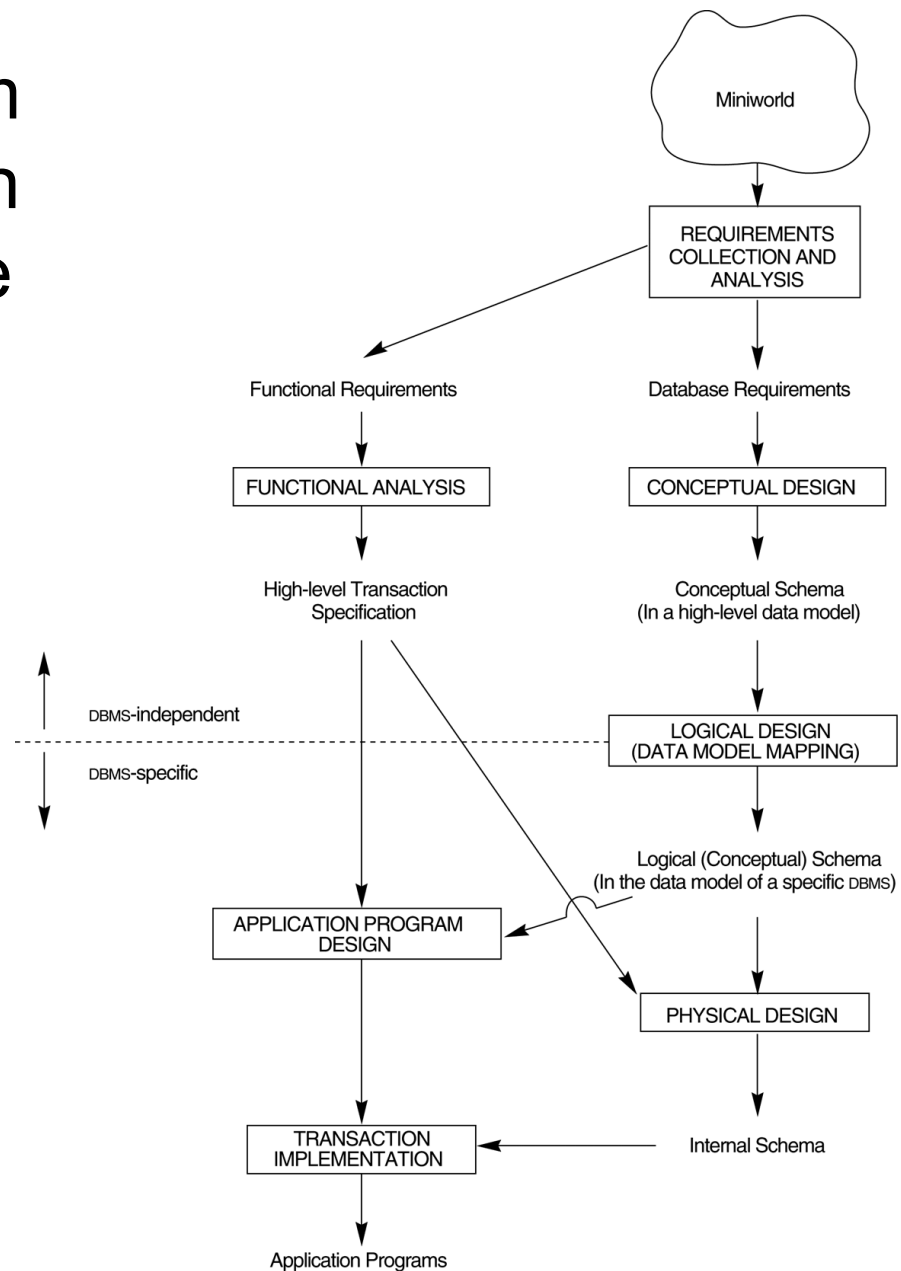 Miniworld
REQUIREMENTS
COLLECTION AND
ANALYSIS
Functional Requirements
Database Requirements
FUNCTIONAL ANALYSIS
CONCEPTUAL DESIGN
High-level Transaction
Specification
Conceptual Schema
(In a high-level data model)
DBMS-independent
LOGICAL DESIGN
(DATA MODEL MAPPING)
DBMS-specific
Logical (Conceptual) Schema
(In the data model of a specific DBMS)
APPLICATION PROGRAM
DESIGN
PHYSICAL DESIGN
TRANSACTION
IMPLEMENTATION
Internal Schema
Application Programs